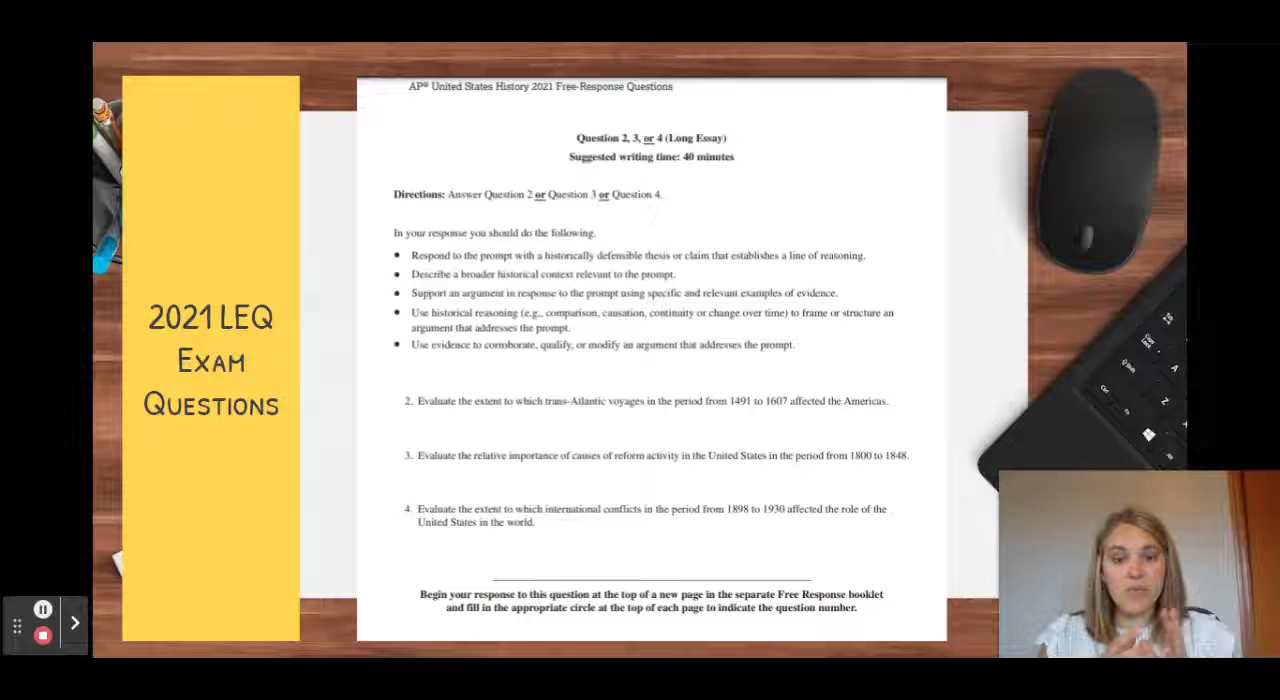 2021 LEQ
EXAM
QUESTIONS
AP® United States History 2021 Free-Response Questions
Question 2, 3, or 4 (Long Essay)
Suggested writing time: 40 minutes
Directions: Answer Question 2 or Question 3 or Question 4.
In your response you should do the following.
• Respond to the prompt with a historically defensible thesis or claim that establishes a line of reasoning.
• Describe a broader historical context relevant to the prompt.
• Support an argument in response to the prompt using specific and relevant examples of evidence.
• Use historical reasoning (e.g., comparison, causation, continuity or change over time) to frame or structure an
argument that addresses the prompt.
• Use evidence to corroborate, qualify, or modify an argument that addresses the prompt.
2. Evaluate the extent to which trans-Atlantic voyages in the period from 1491 to 1607 affected the Americas.
3. Evaluate the relative importance of causes of reform activity in the United States in the period from 1800 to 1848.
4. Evaluate the extent to which international conflicts in the period from 1898 to 1930 affected the role of the
United States in the world.
Begin your response to this question at the top of a new page in the separate Free Response booklet
and fill in the appropriate circle at the top of each page to indicate the question number.
Caps
Lock
A
Shift
Z
Ctrl